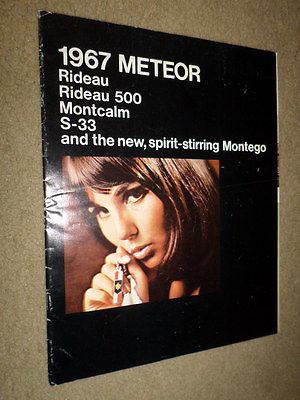 1967 METEOR
Rideau
Rideau 500
Montcalm
S-33
and the new, spirit-stirring Montego